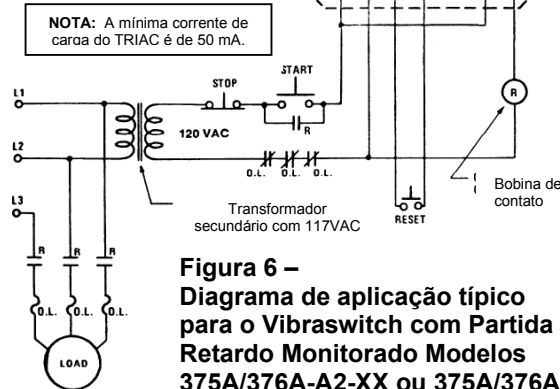 NOTA: A mínima corrente de
carga do TRIAC é de 50 mA.
STOP
START
R
R
L1
L2
L3
120 VAC
O.L. O.L. O.L.
Transformador
secundário com 117VAC
RESET
Bobina de
contato
R R R
O.L. O.L. O.L.
LOAD
Figura 6 –
Diagrama de aplicação típico
para o Vibraswitch com Partida
Retardo Monitorado Modelos
375A/376A-A2-XX ou 375A/376A